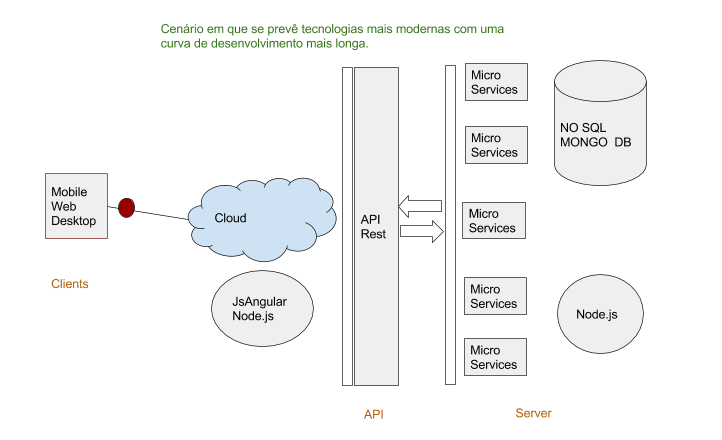 Cenário em que se prevê tecnologias mais modernas com uma
curva de desenvolvimento mais longa.
Mobile
Web
Desktop
Clients
Cloud
JsAngular
Node.js
API
Rest
API
Micro
Services
Micro
Services
Micro
Services
Micro
Services
Micro
Services
NO SQL
MONGO DB
Node.js
Server